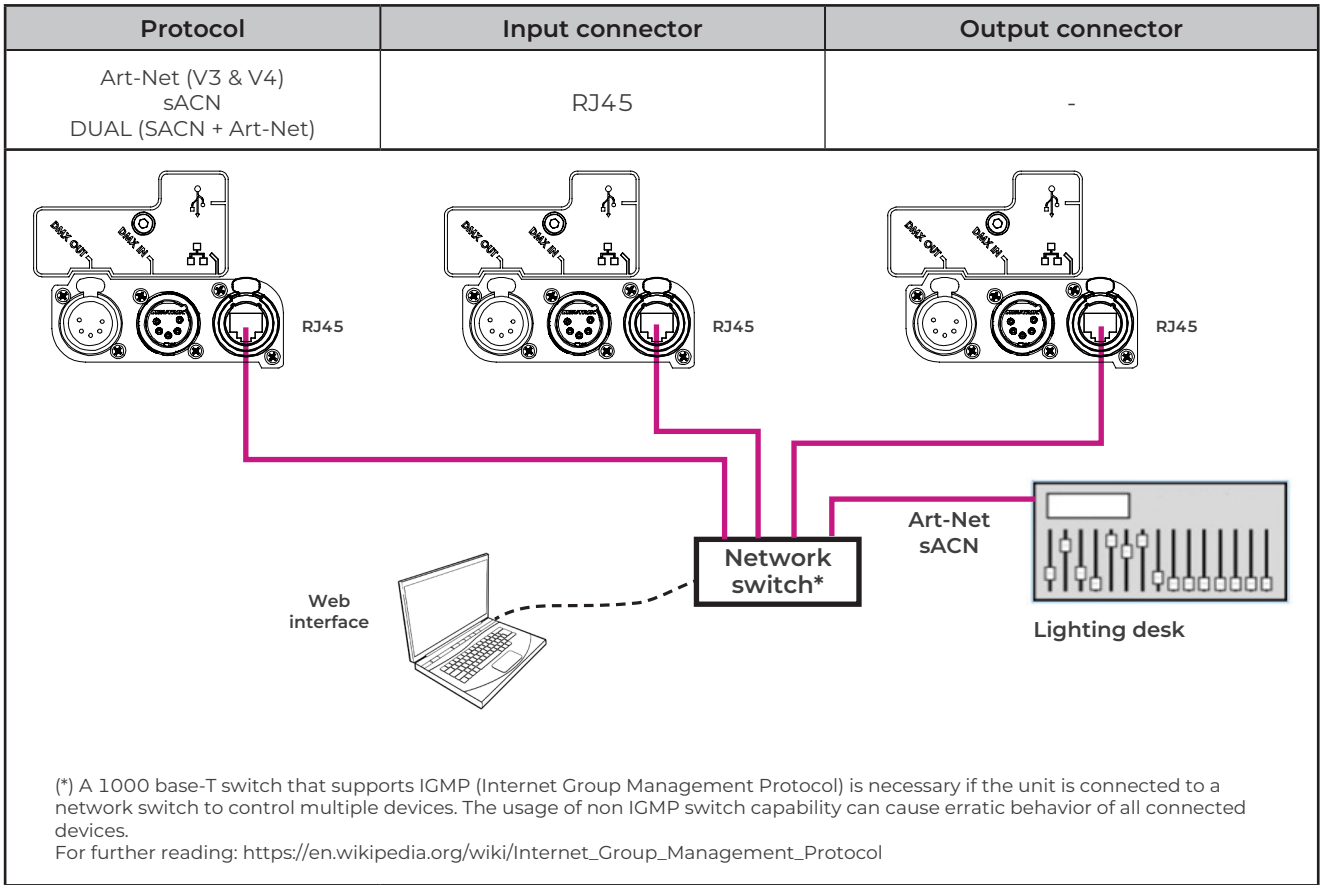 Protocol
Input connector
Output connector
Art-Net (V3 & V4)
sACN
DUAL (SACN + Art-Net)
RJ45
-
DMX OUT
DMX IN
RJ45
DMX OUT
DMX IN
RJ45
DMX OUT
DMX IN
RJ45
Art-Net
sACN
Network
switch*
Web
interface
Lighting desk
(*) A 1000 base-T switch that supports IGMP (Internet Group Management Protocol) is necessary if the unit is connected to a
network switch to control multiple devices. The usage of non IGMP switch capability can cause erratic behavior of all connected
devices.
For further reading: https://en.wikipedia.org/wiki/Internet_Group_Management_Protocol